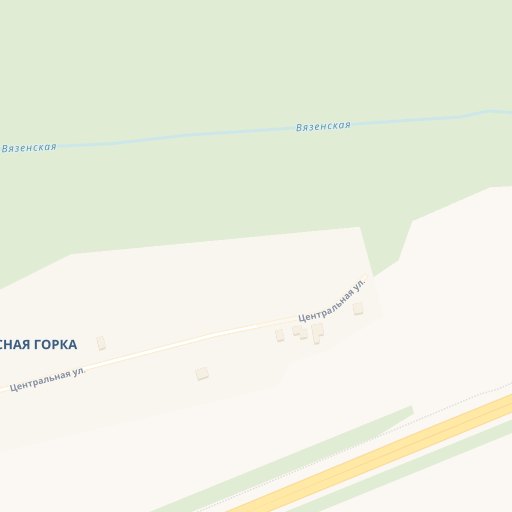 Вязенская
Вязенская
Центральная ул.
СНАЯ ГОРКА
Центральная ул.